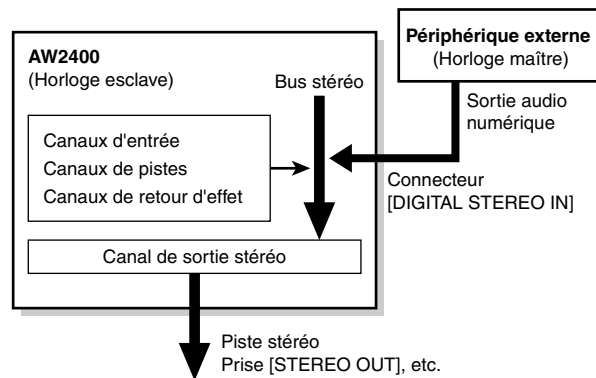 AW2400
(Horloge esclave)
Bus stéréo
Périphérique externe
(Horloge maître)
Sortie audio
numérique
Canaux d'entrée
Canaux de pistes
Canaux de retour d'effet
Connecteur
[DIGITAL STEREO IN]
Canal de sortie stéréo
Piste stéréo
Prise [STEREO OUT], etc.